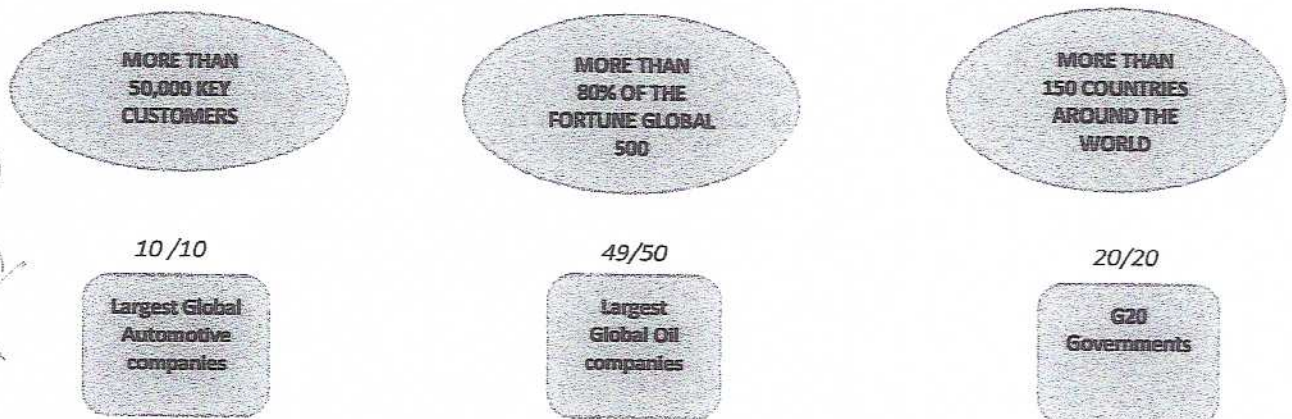 MORE THAN
50,000 KEY
CUSTOMERS
MORE THAN
80% OF THE
FORTUNE GLOBAL
500
MORE THAN
150 COUNTRIES
AROUND THE
WORLD
10 /10
Largest Global
Automotive
companies
49/50
Largest
Global Oil
companies
20/20
G20
Governments